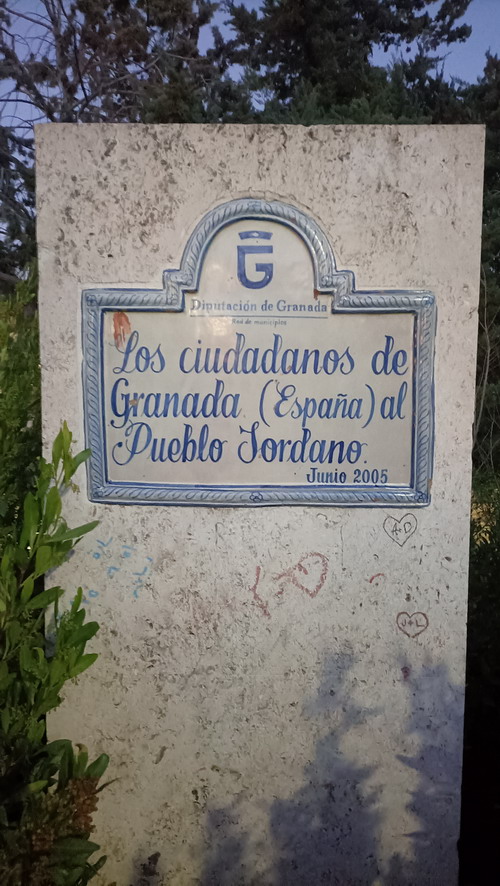 G
Diputación de Granada
Red de municipios
Los ciudadanos de
Granada (España) al
Pueblo Jordano.
Junio 2005
A+D
J+L